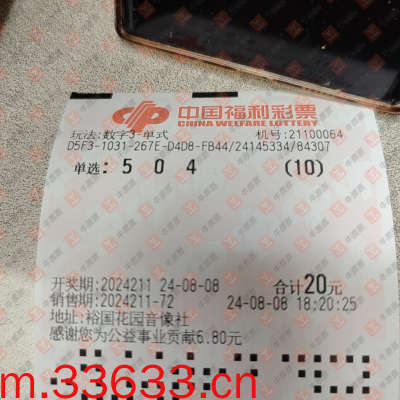 中国福利彩票
CHINA WELFARE LOTTERY
玩法:数字3-单式 机号:21100064
D5F3-1031-267E-D4D8-FB44/24145334/84307
单选: 5 0 4 (10)
开奖期:2024211 24-08-08 合计20元
销售期:2024211-72 24-08-08 18:20:25
地址:裕国花园音像社
感谢您为公益事业贡献6.80元
m.33633.cn